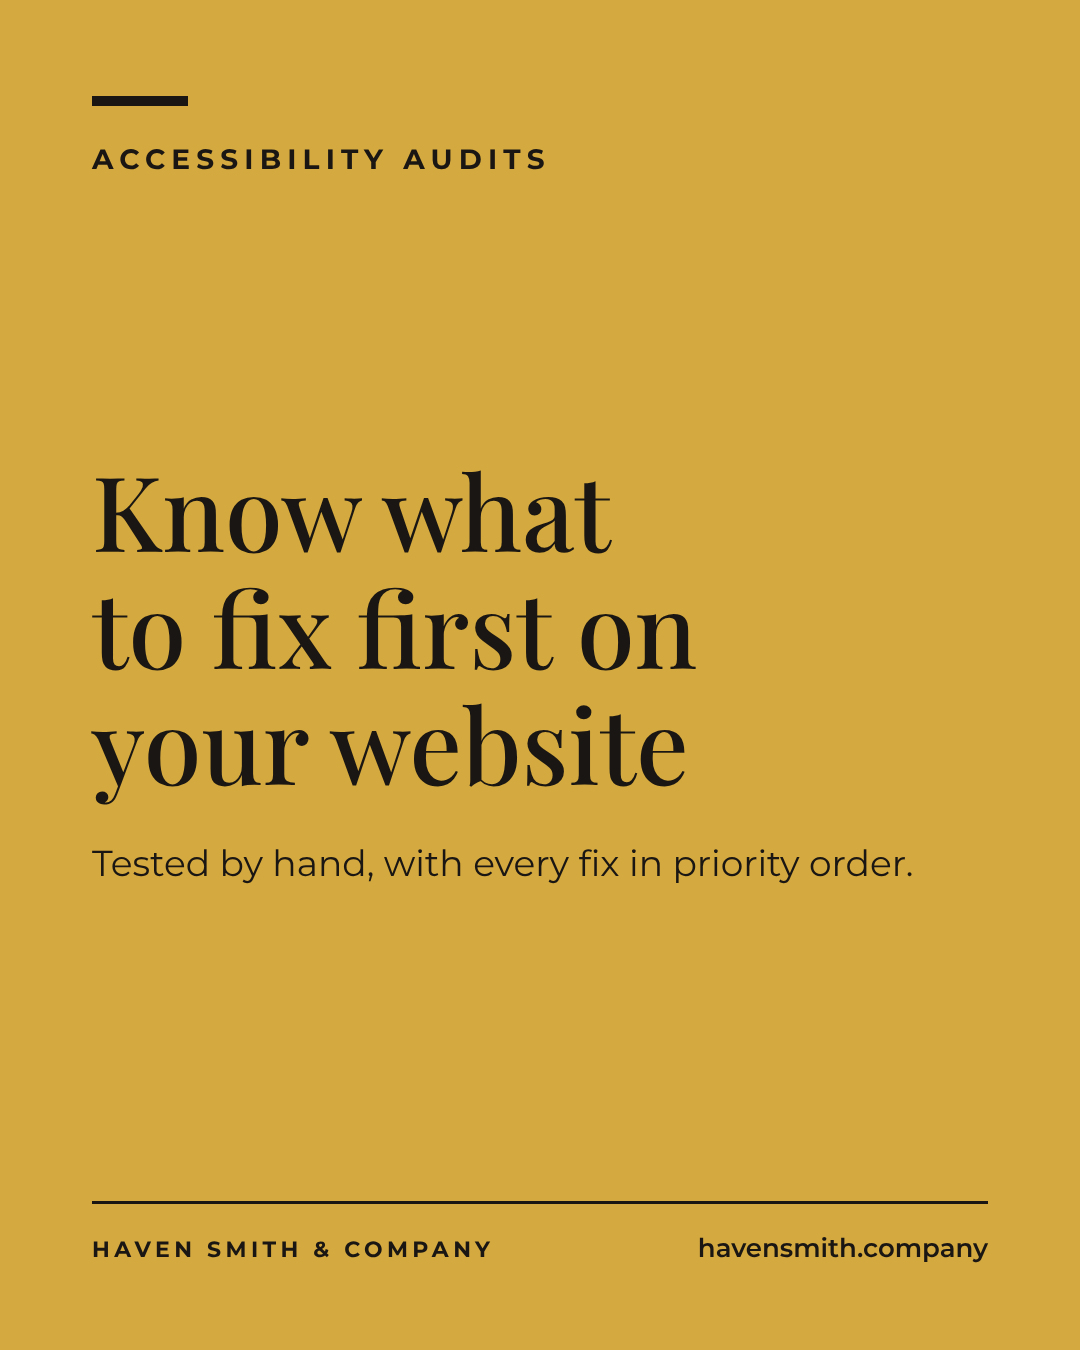 ACCESSIBILITY AUDITS
Know what
to fix first on
your website
Tested by hand, with every fix in priority order.
HAVEN SMITH & COMPANY
havensmith.company